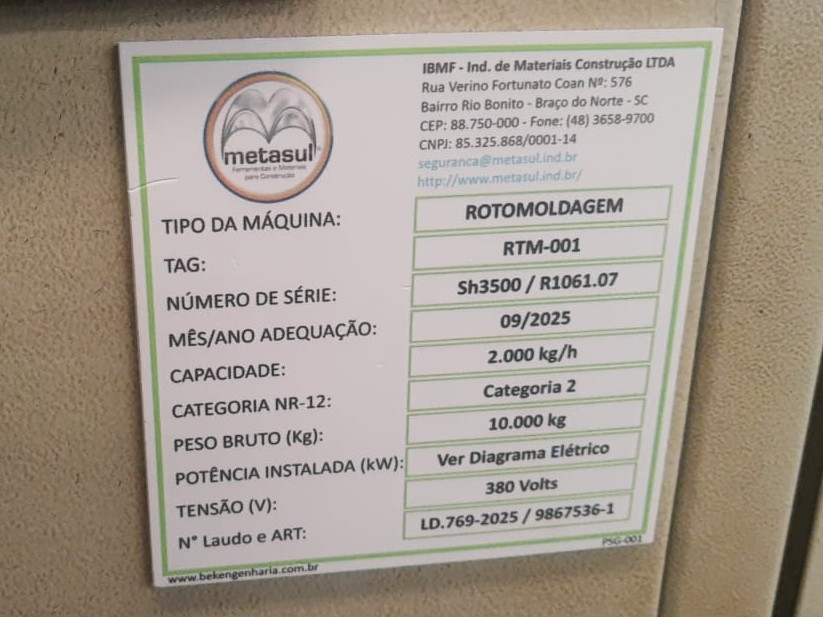 metasul
Ferramentas e Materiais
para Construção
IBMF - Ind. de Materiais Construção LTDA
Rua Verino Fortunato Coan Nº: 576
Bairro Rio Bonito - Braço do Norte - SC
CEP: 88.750-000 - Fone: (48) 3658-9700
CNPJ: 85.325.868/0001-14
seguranca@metasul.ind.br
http://www.metasul.ind.br/
TIPO DA MÁQUINA: ROTOMOLDAGEM
TAG: RTM-001
NÚMERO DE SÉRIE: Sh3500 / R1061.07
MÊS/ANO ADEQUAÇÃO: 09/2025
CAPACIDADE: 2.000 kg/h
CATEGORIA NR-12: Categoria 2
PESO BRUTO (Kg): 10.000 kg
POTÊNCIA INSTALADA (kW): Ver Diagrama Elétrico
TENSÃO (V): 380 Volts
N° Laudo e ART: LD.769-2025 / 9867536-1
PSG-001
www.bekengenharia.com.br